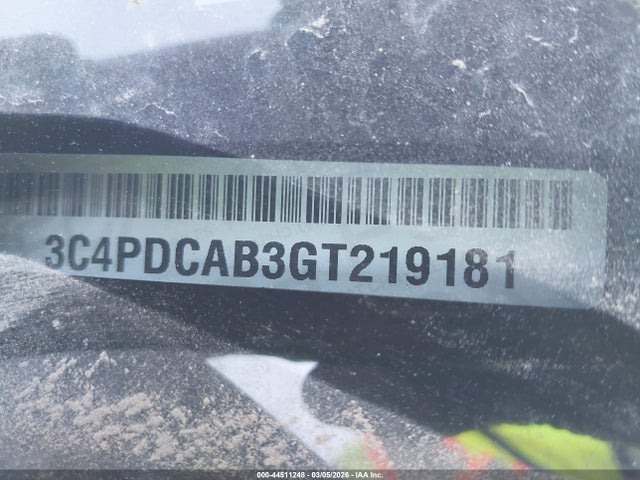 3C4PDCAB3GT219181
000-44511248 - 03/05/2026 - IAA Inc.